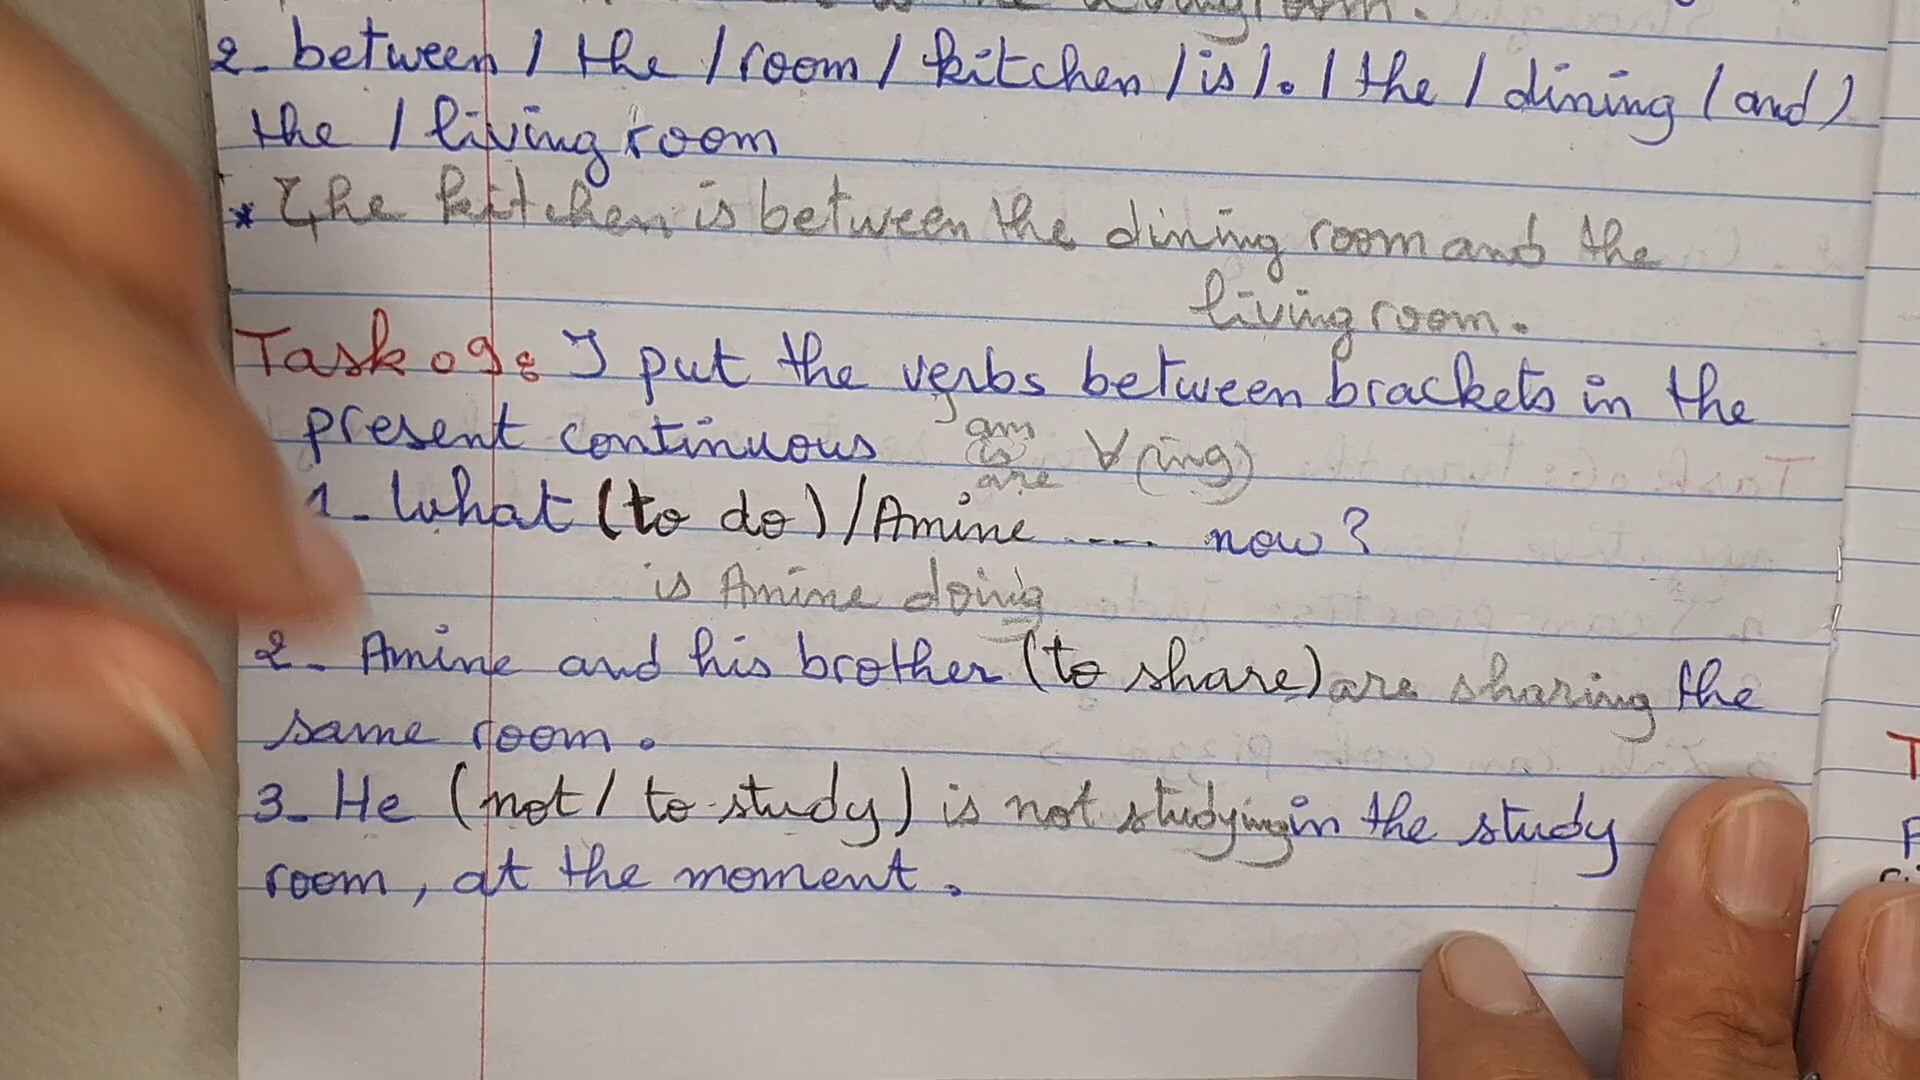 living room.
2- between / the / room / kitchen / is / . / the / dining / and /
the / living room
* The kitchen is between the dining room and the
living room.
Task 09: I put the verbs between brackets in the
present continuous am is are V(ing)
1- What (to do) / Amine .... now?
is Amine doing
2- Amine and his brother (to share) are sharing the
same room.
3- He (not / to study) is not studying in the study
room, at the moment.